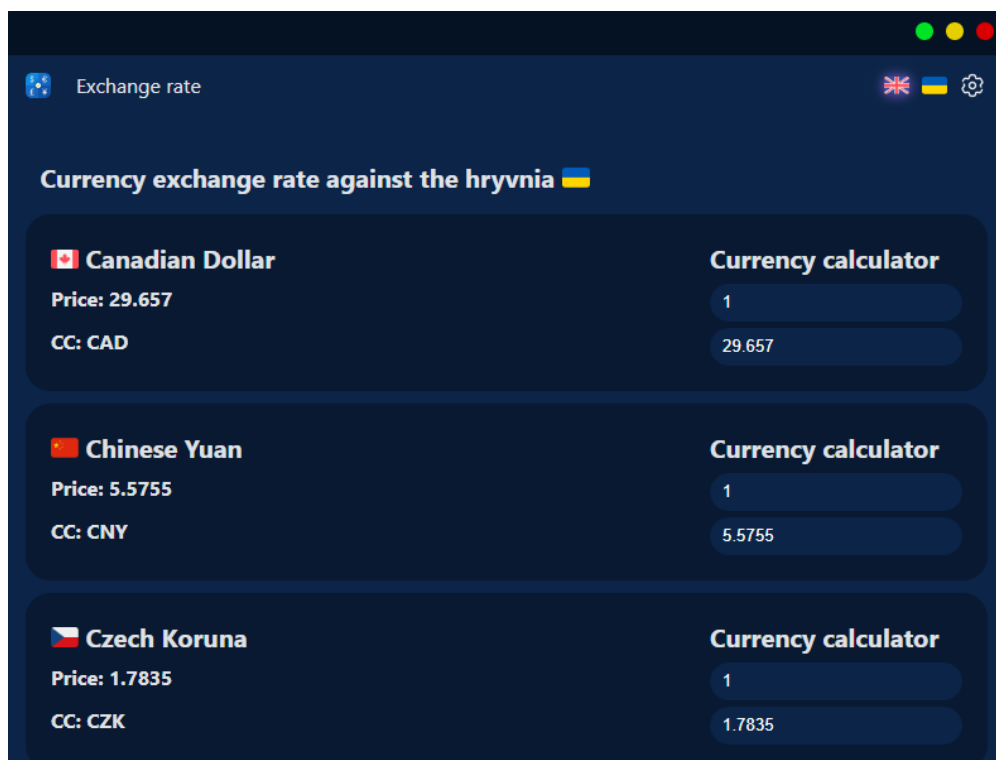 Exchange rate
Currency exchange rate against the hryvnia
Canadian Dollar
Price: 29.657
CC: CAD
Currency calculator
1
29.657
Chinese Yuan
Price: 5.5755
CC: CNY
Currency calculator
1
5.5755
Czech Koruna
Price: 1.7835
CC: CZK
Currency calculator
1
1.7835